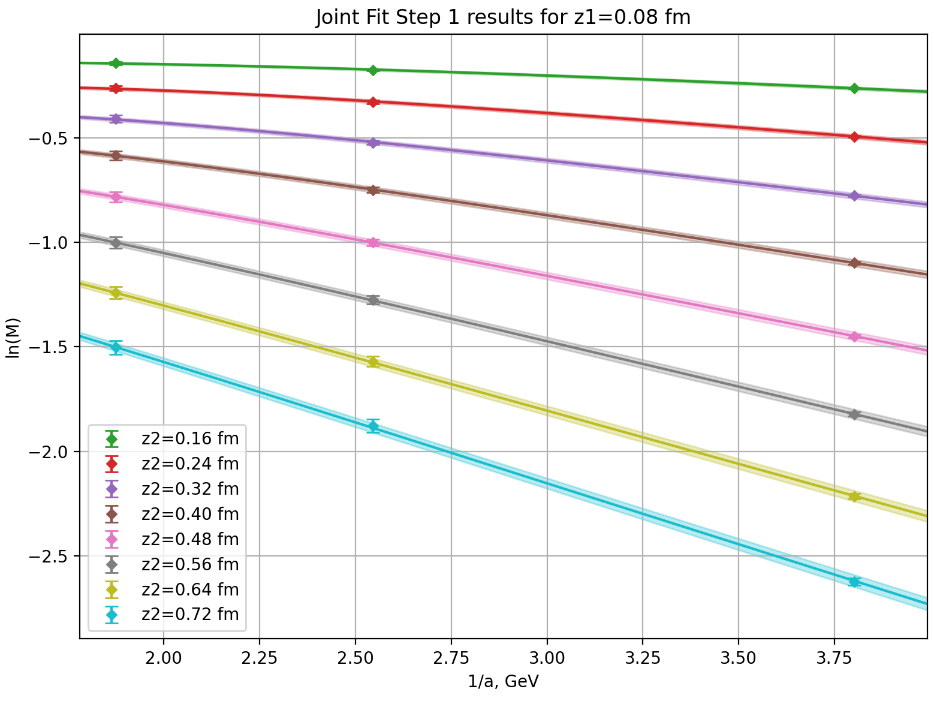 Joint Fit Step 1 results for z1=0.08 fm
ln(M)
−0.5
−1.0
−1.5
−2.0
−2.5
z2=0.16 fm
z2=0.24 fm
z2=0.32 fm
z2=0.40 fm
z2=0.48 fm
z2=0.56 fm
z2=0.64 fm
z2=0.72 fm
2.00 2.25 2.50 2.75 3.00 3.25 3.50 3.75
1/a, GeV